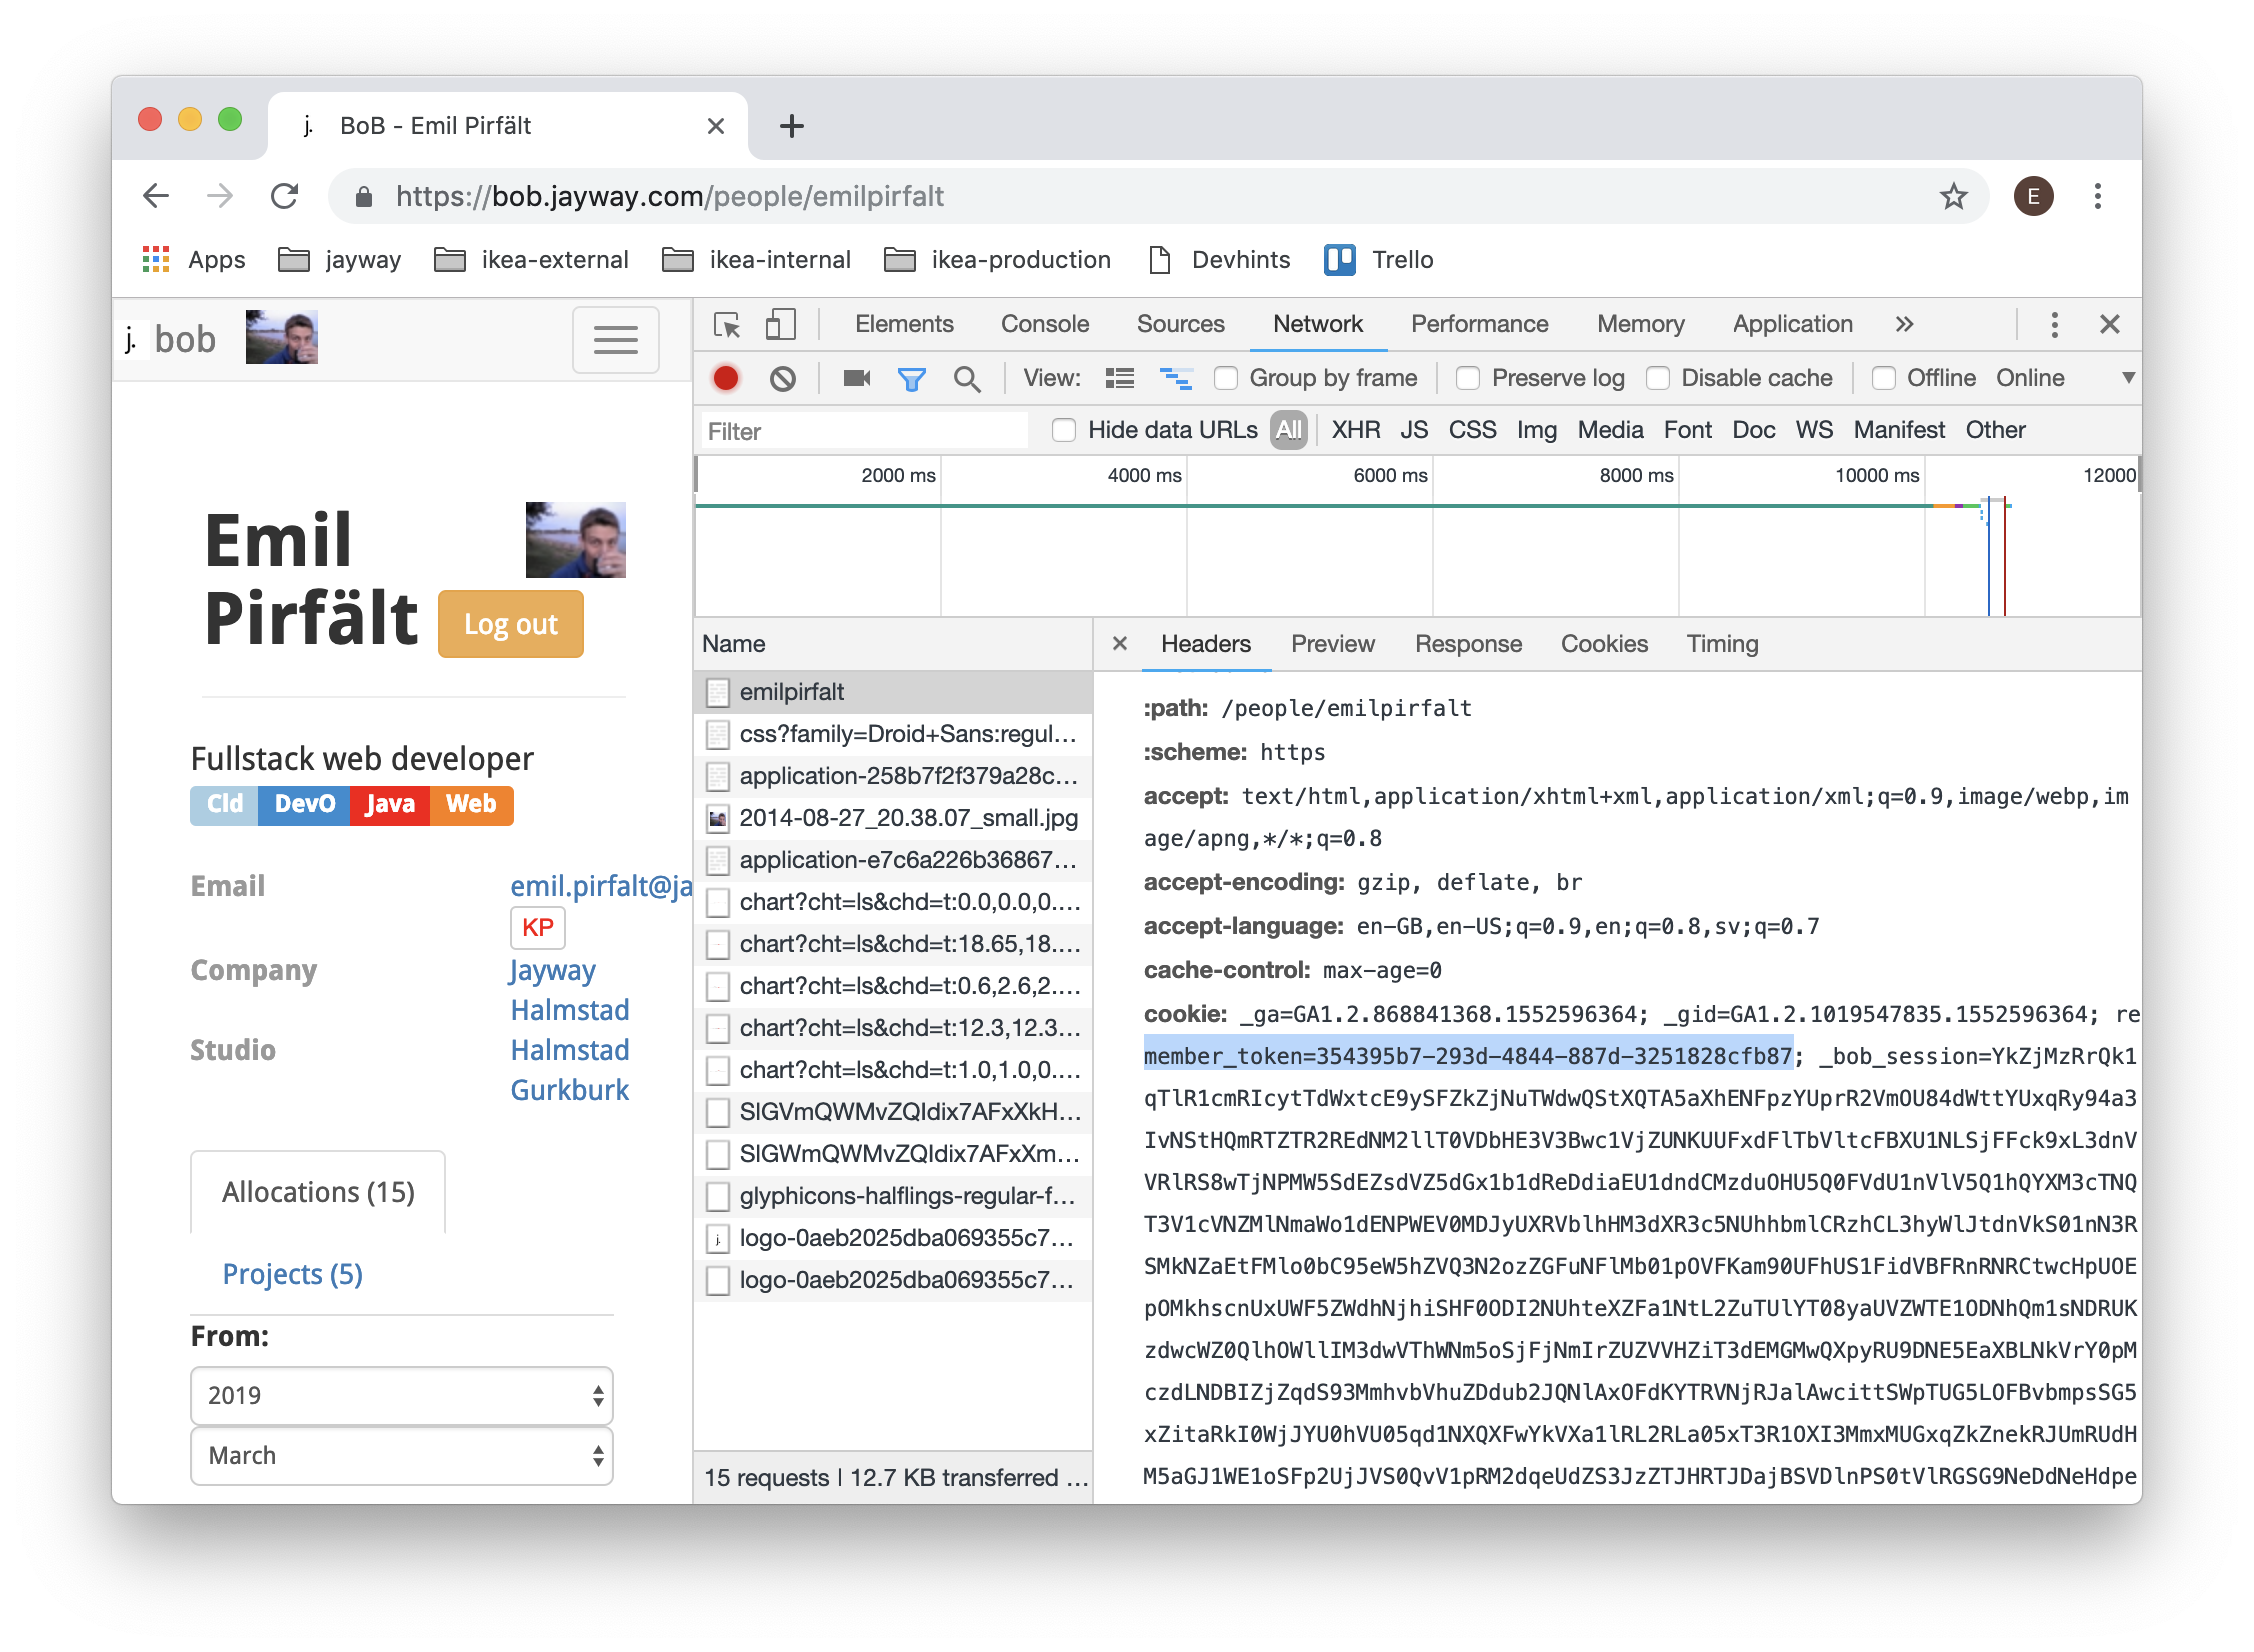 BoB - Emil Pirfält
https://bob.jayway.com/people/emilpirfalt
E
Apps jayway ikea-external ikea-internal ikea-production Devhints Trello
j. bob
Emil
Pirfält
Log out
Fullstack web developer
Cld DevO Java Web
Email emil.pirfalt@ja
KP
Company Jayway
Halmstad
Studio Halmstad
Gurkburk
Allocations (15)
Projects (5)
From:
2019
March
Elements Console Sources Network Performance Memory Application »
View: Group by frame Preserve log Disable cache Offline Online
Filter Hide data URLs All XHR JS CSS Img Media Font Doc WS Manifest Other
2000 ms 4000 ms 6000 ms 8000 ms 10000 ms 12000
Name
emilpirfalt
css?family=Droid+Sans:regul…
application-258b7f2f379a28c…
2014-08-27_20.38.07_small.jpg
application-e7c6a226b36867…
chart?cht=ls&chd=t:0.0,0.0,0.…
chart?cht=ls&chd=t:18.65,18.…
chart?cht=ls&chd=t:0.6,2.6,2.…
chart?cht=ls&chd=t:12.3,12.3…
chart?cht=ls&chd=t:1.0,1.0,0.…
SlGVmQWMvZQIdix7AFxXkH…
SlGWmQWMvZQIdix7AFxXm…
glyphicons-halflings-regular-f…
logo-0aeb2025dba069355c7…
logo-0aeb2025dba069355c7…
15 requests | 12.7 KB transferred …
Headers Preview Response Cookies Timing
:path: /people/emilpirfalt
:scheme: https
accept: text/html,application/xhtml+xml,application/xml;q=0.9,image/webp,im
age/apng,*/*;q=0.8
accept-encoding: gzip, deflate, br
accept-language: en-GB,en-US;q=0.9,en;q=0.8,sv;q=0.7
cache-control: max-age=0
cookie: _ga=GA1.2.868841368.1552596364; _gid=GA1.2.1019547835.1552596364; re
member_token=354395b7-293d-4844-887d-3251828cfb87; _bob_session=YkZjMzRrQk1